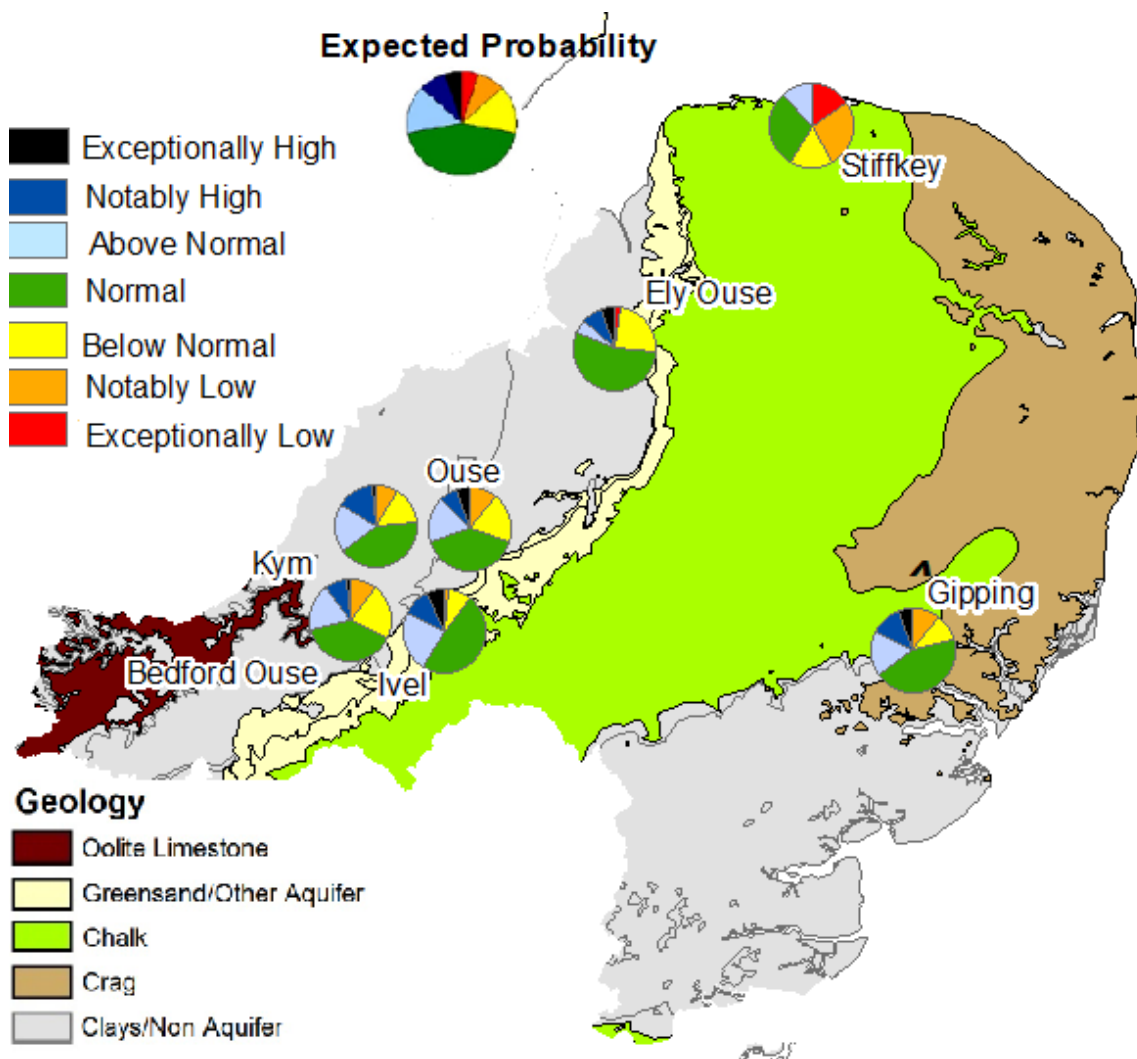 Expected Probability
Exceptionally High
Notably High
Above Normal
Normal
Below Normal
Notably Low
Exceptionally Low
Stiffkey
Ely Ouse
Ouse
Kym
Bedford Ouse
Ivel
Gipping
Geology
Oolite Limestone
Greensand/Other Aquifer
Chalk
Crag
Clays/Non Aquifer